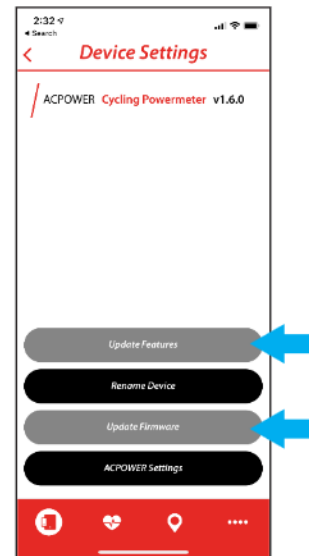 2:32
Search
Device Settings
ACPOWER Cycling Powermeter v1.6.0
Update Features
Rename Device
Update Firmware
ACPOWER Settings